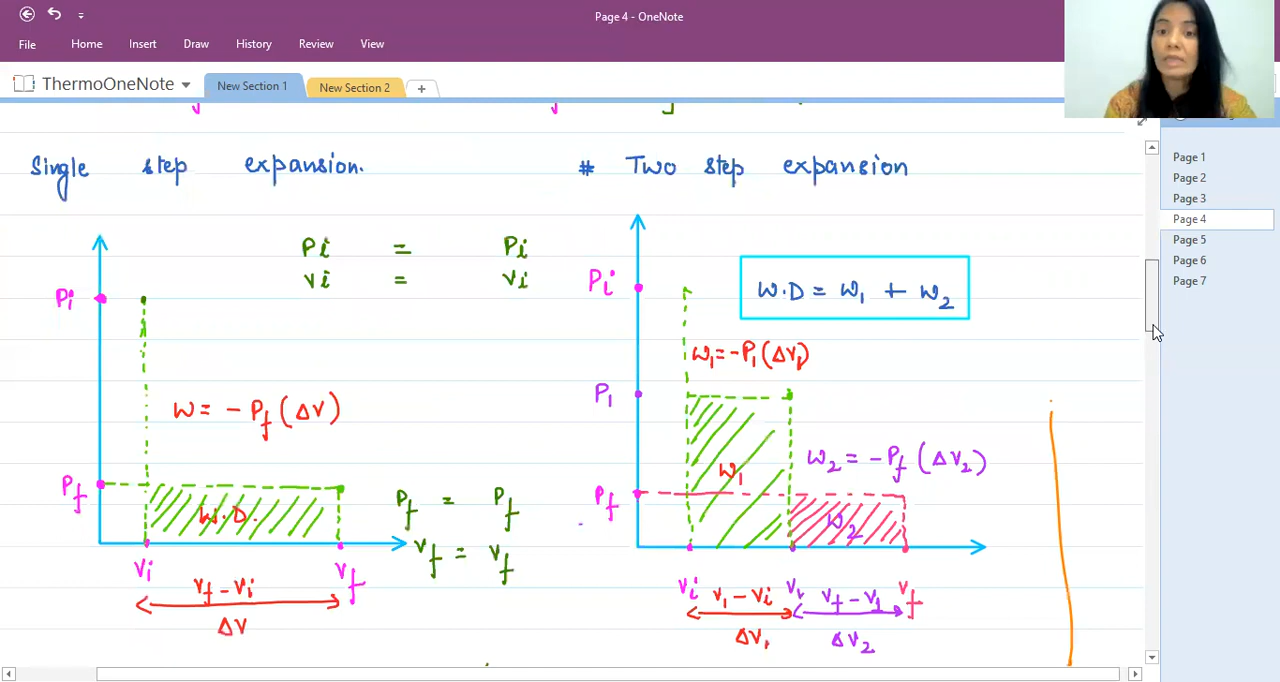 Page 4 - OneNote
File Home Insert Draw History Review View
ThermoOneNote New Section 1 New Section 2 +
Page 1
Page 2
Page 3
Page 4
Page 5
Page 6
Page 7
Single step expansion.
Pi = Pi
Vi = Vi
Pi
W = - Pf (ΔV)
Pf
W.D.
Pf = Pf
Vf = Vf
Vi Vf
Vf - Vi
ΔV
# Two step expansion
Pi
W.D = W1 + W2
W1 = -P1 (ΔV1)
P1
W2 = -Pf (ΔV2)
W1
Pf
W2
Vi V1 Vf
V1 - Vi Vf - V1
ΔV1 ΔV2